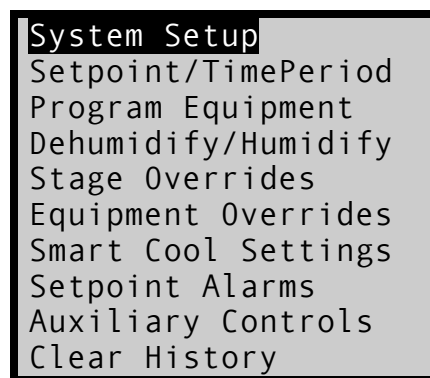 System Setup
Setpoint/TimePeriod
Program Equipment
Dehumidify/Humidify
Stage Overrides
Equipment Overrides
Smart Cool Settings
Setpoint Alarms
Auxiliary Controls
Clear History